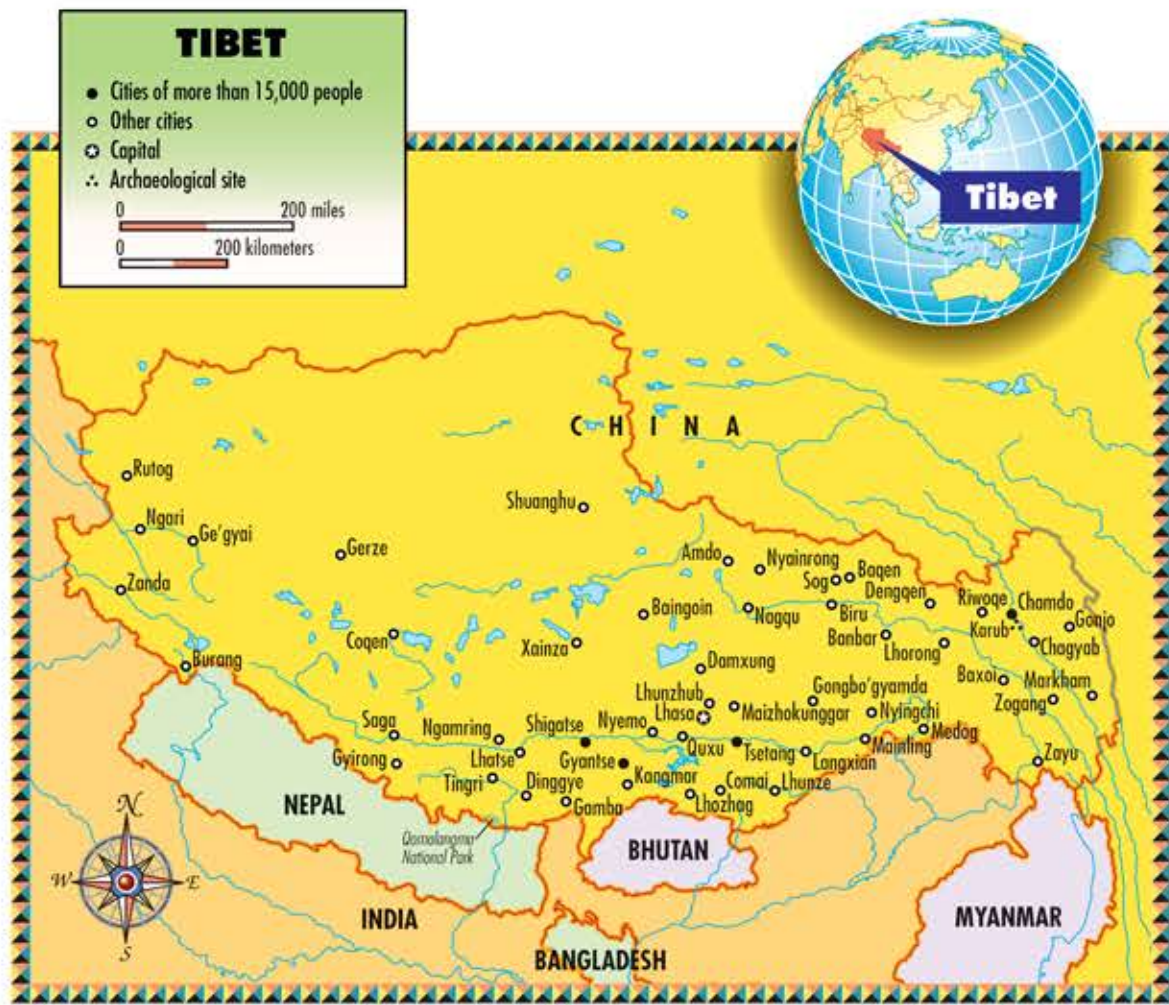 TIBET
Cities of more than 15,000 people
Other cities
Capital
Archaeological site
0 200 miles
0 200 kilometers
Tibet
CHINA
Rutog
Shuanghu
Ngari
Ge'gyai
Gerze
Amdo
Nyainrong
Sog
Baqen
Zanda
Dengqen
Riwoqe
Chamdo
Baingoin
Nagqu
Biru
Karub
Gonjo
Coqen
Xainza
Banbar
Lhorong
Chagyab
Burang
Damxung
Baxoi
Markham
Lhunzhub
Gongbo'gyamda
Zogang
Lhasa
Maizhokunggar
Nyingchi
Saga
Ngamring
Shigatse
Nyemo
Medog
Gyirong
Lhatse
Gyantse
Quxu
Tsetang
Langxian
Mainling
Zayu
Tingri
Dinggye
Kangmar
Comai
Lhunze
Gamba
Lhozhag
NEPAL
Qomolangma
National Park
BHUTAN
N
W
E
S
INDIA
MYANMAR
BANGLADESH